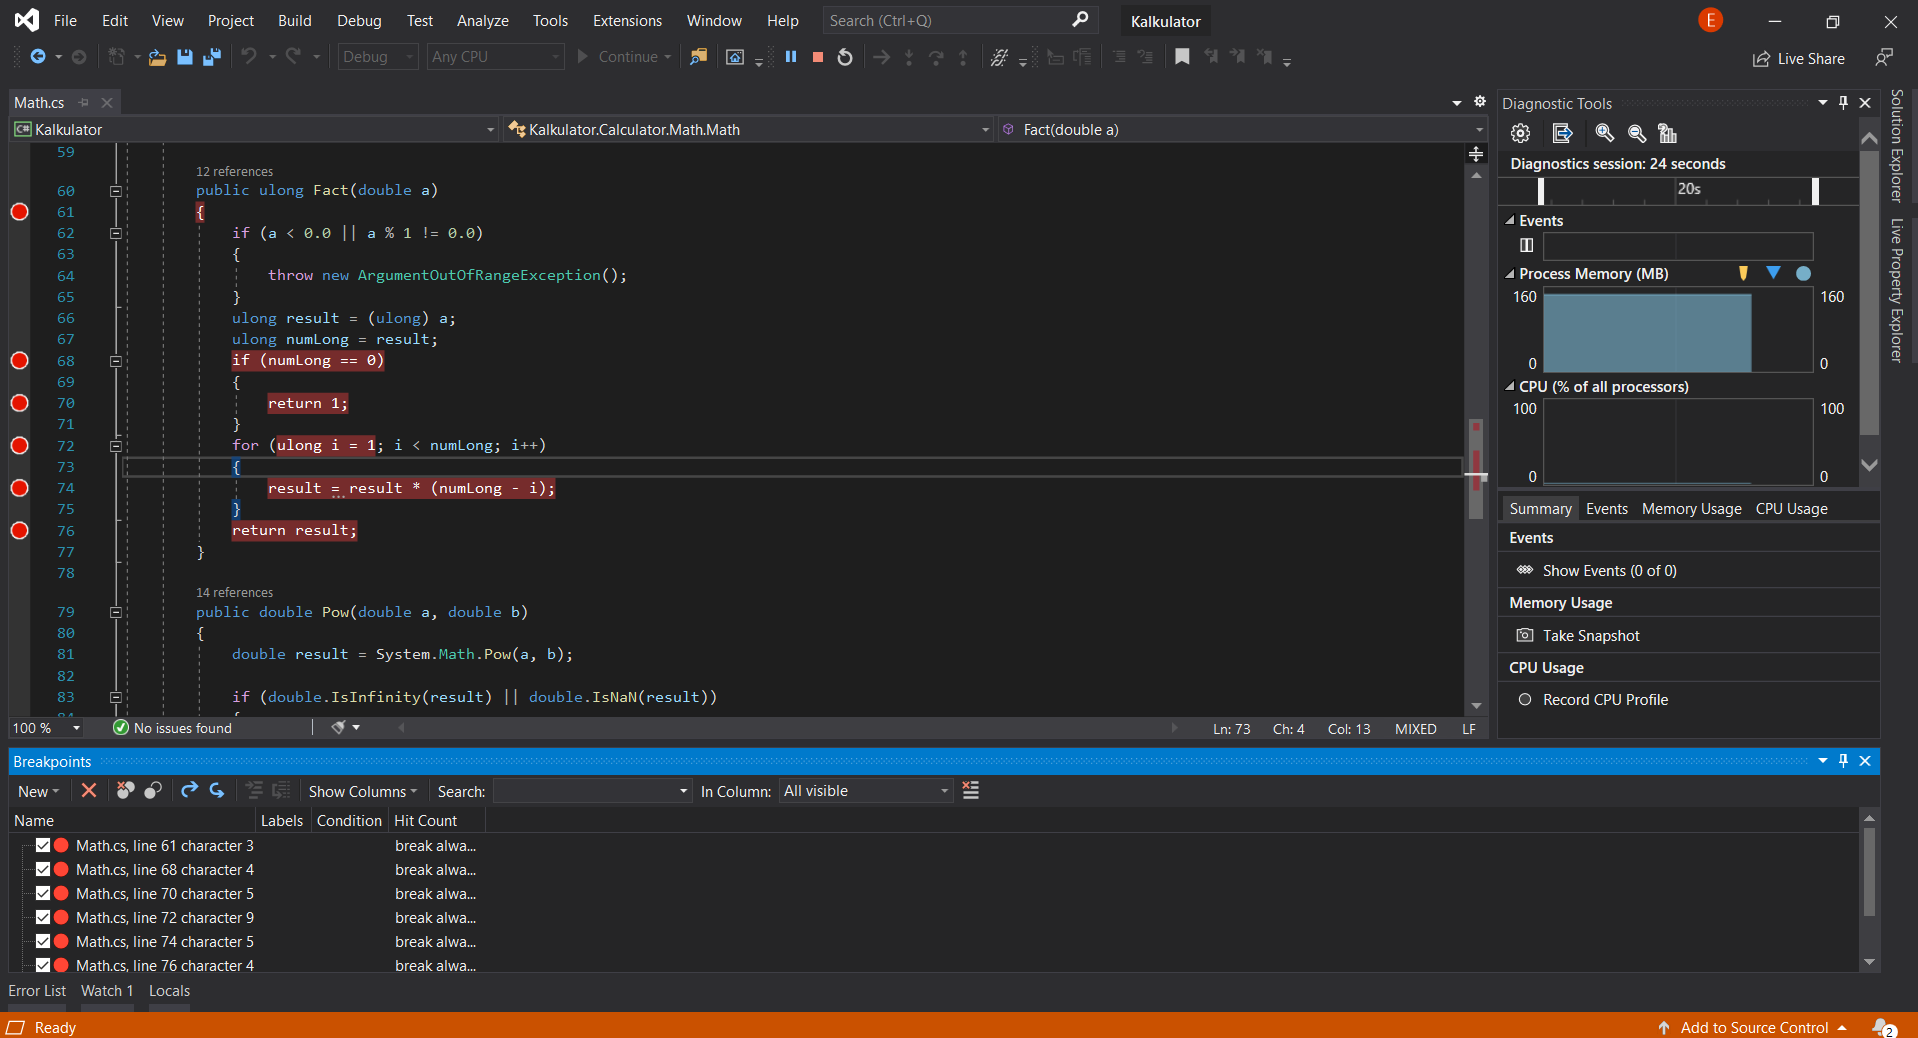 File Edit View Project Build Debug Test Analyze Tools Extensions Window Help Search (Ctrl+Q) Kalkulator E
Debug Any CPU Continue Live Share
Math.cs
C# Kalkulator Kalkulator.Calculator.Math.Math Fact(double a)
59
12 references
60 public ulong Fact(double a)
61 {
62 if (a < 0.0 || a % 1 != 0.0)
63 {
64 throw new ArgumentOutOfRangeException();
65 }
66 ulong result = (ulong) a;
67 ulong numLong = result;
68 if (numLong == 0)
69 {
70 return 1;
71 }
72 for (ulong i = 1; i < numLong; i++)
73 {
74 result = result * (numLong - i);
75 }
76 return result;
77 }
78
14 references
79 public double Pow(double a, double b)
80 {
81 double result = System.Math.Pow(a, b);
82
83 if (double.IsInfinity(result) || double.IsNaN(result))
84 {
100 % No issues found Ln: 73 Ch: 4 Col: 13 MIXED LF
Diagnostic Tools
Diagnostics session: 24 seconds
20s
Events
Process Memory (MB)
160 160
0 0
CPU (% of all processors)
100 100
0 0
Summary Events Memory Usage CPU Usage
Events
Show Events (0 of 0)
Memory Usage
Take Snapshot
CPU Usage
Record CPU Profile
Solution Explorer
Live Property Explorer
Breakpoints
New Show Columns Search: In Column: All visible
Name Labels Condition Hit Count
Math.cs, line 61 character 3 break alwa...
Math.cs, line 68 character 4 break alwa...
Math.cs, line 70 character 5 break alwa...
Math.cs, line 72 character 9 break alwa...
Math.cs, line 74 character 5 break alwa...
Math.cs, line 76 character 4 break alwa...
Error List Watch 1 Locals
Ready Add to Source Control 2